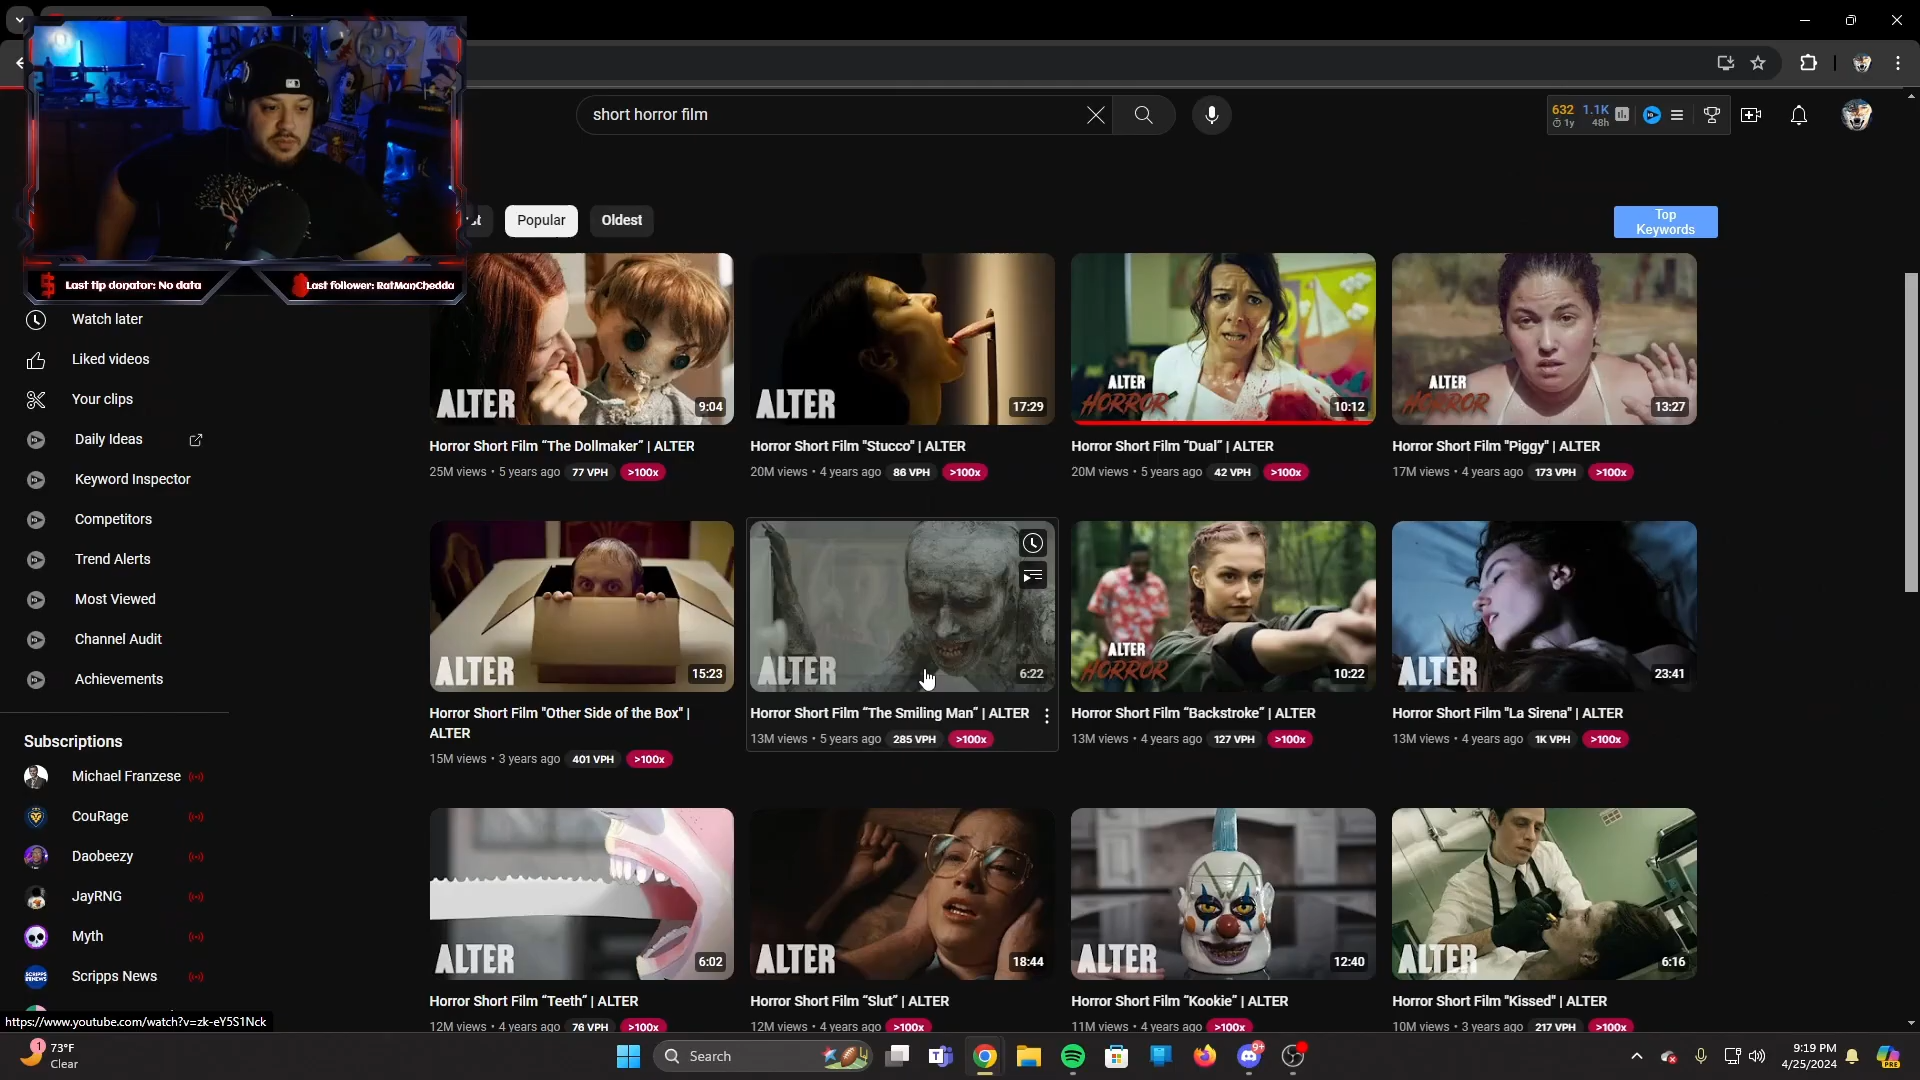 short horror film
632 1.1K
1y 48h
Popular
Oldest
Top
Keywords
Last tip donator: No data
Last follower: RatManChedda
Watch later
Liked videos
Your clips
Daily Ideas
Keyword Inspector
Competitors
Trend Alerts
Most Viewed
Channel Audit
Achievements
Subscriptions
Michael Franzese
CouRage
Daobeezy
JayRNG
Myth
Scripps News
ALTER
9:04
Horror Short Film “The Dollmaker” | ALTER
25M views • 5 years ago 77 VPH >100x
ALTER
17:29
Horror Short Film "Stucco" | ALTER
20M views • 4 years ago 86 VPH >100x
ALTER
HORROR
10:12
Horror Short Film “Dual” | ALTER
20M views • 5 years ago 42 VPH >100x
ALTER
HORROR
13:27
Horror Short Film "Piggy" | ALTER
17M views • 4 years ago 173 VPH >100x
ALTER
15:23
Horror Short Film "Other Side of the Box" |
ALTER
15M views • 3 years ago 401 VPH >100x
ALTER
6:22
Horror Short Film “The Smiling Man” | ALTER
13M views • 5 years ago 285 VPH >100x
ALTER
HORROR
10:22
Horror Short Film “Backstroke” | ALTER
13M views • 4 years ago 127 VPH >100x
ALTER
23:41
Horror Short Film "La Sirena" | ALTER
13M views • 4 years ago 1K VPH >100x
ALTER
6:02
Horror Short Film “Teeth” | ALTER
12M views • 4 years ago 76 VPH >100x
ALTER
18:44
Horror Short Film “Slut” | ALTER
12M views • 4 years ago >100x
ALTER
12:40
Horror Short Film “Kookie” | ALTER
11M views • 4 years ago >100x
ALTER
6:16
Horror Short Film "Kissed" | ALTER
10M views • 3 years ago 217 VPH >100x
https://www.youtube.com/watch?v=zk-eY5S1Nck
1
73°F
Clear
Search
9+
9:19 PM
4/25/2024
PRE